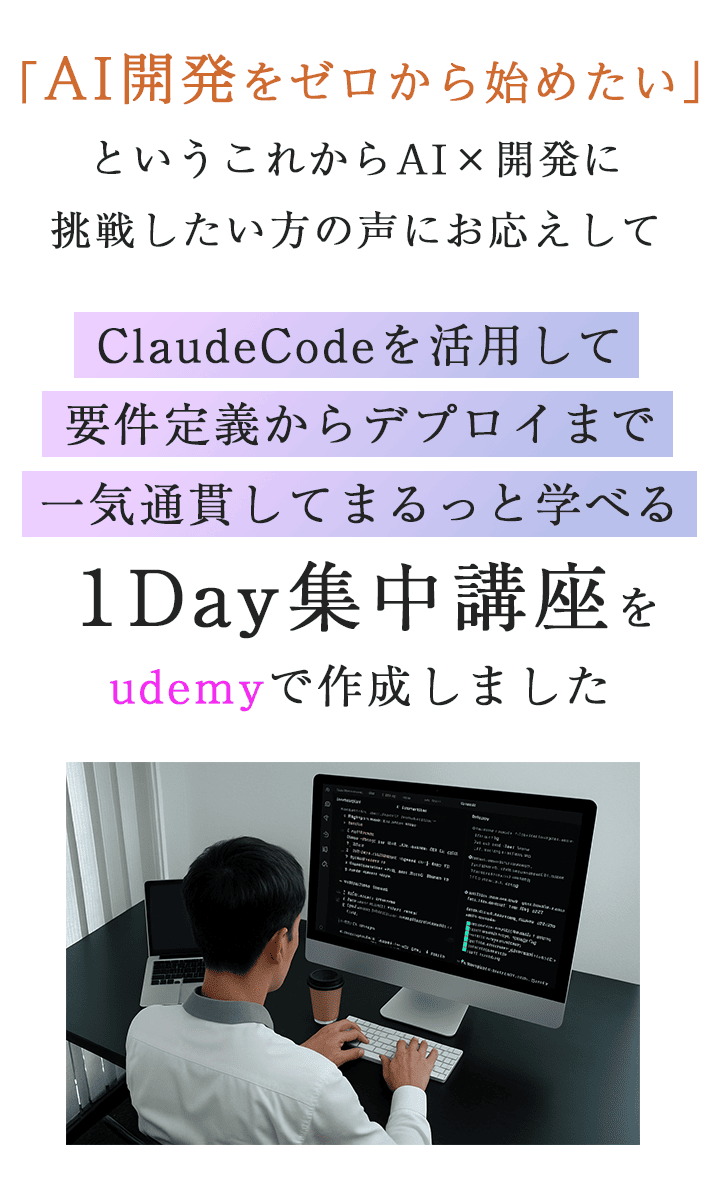 「AI開発をゼロから始めたい」
というこれからAI×開発に
挑戦したい方の声にお応えして
ClaudeCodeを活用して
要件定義からデプロイまで
一気通貫してまるっと学べる
1Day集中講座を
udemyで作成しました